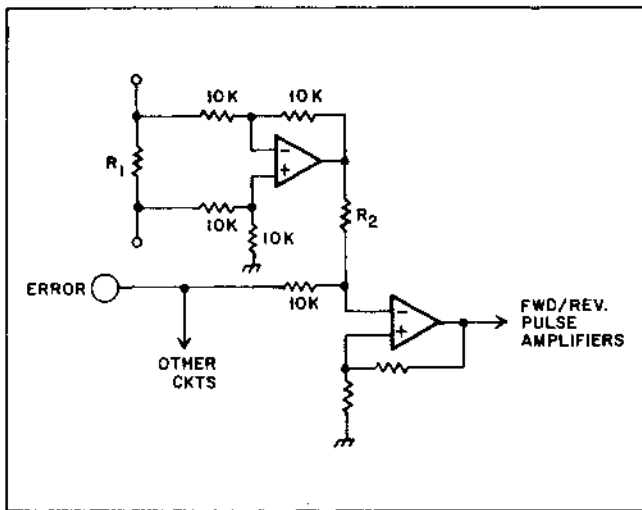 10K
10K
R1
10K
10K
R2
ERROR
10K
OTHER
CKTS
FWD/REV.
PULSE
AMPLIFIERS